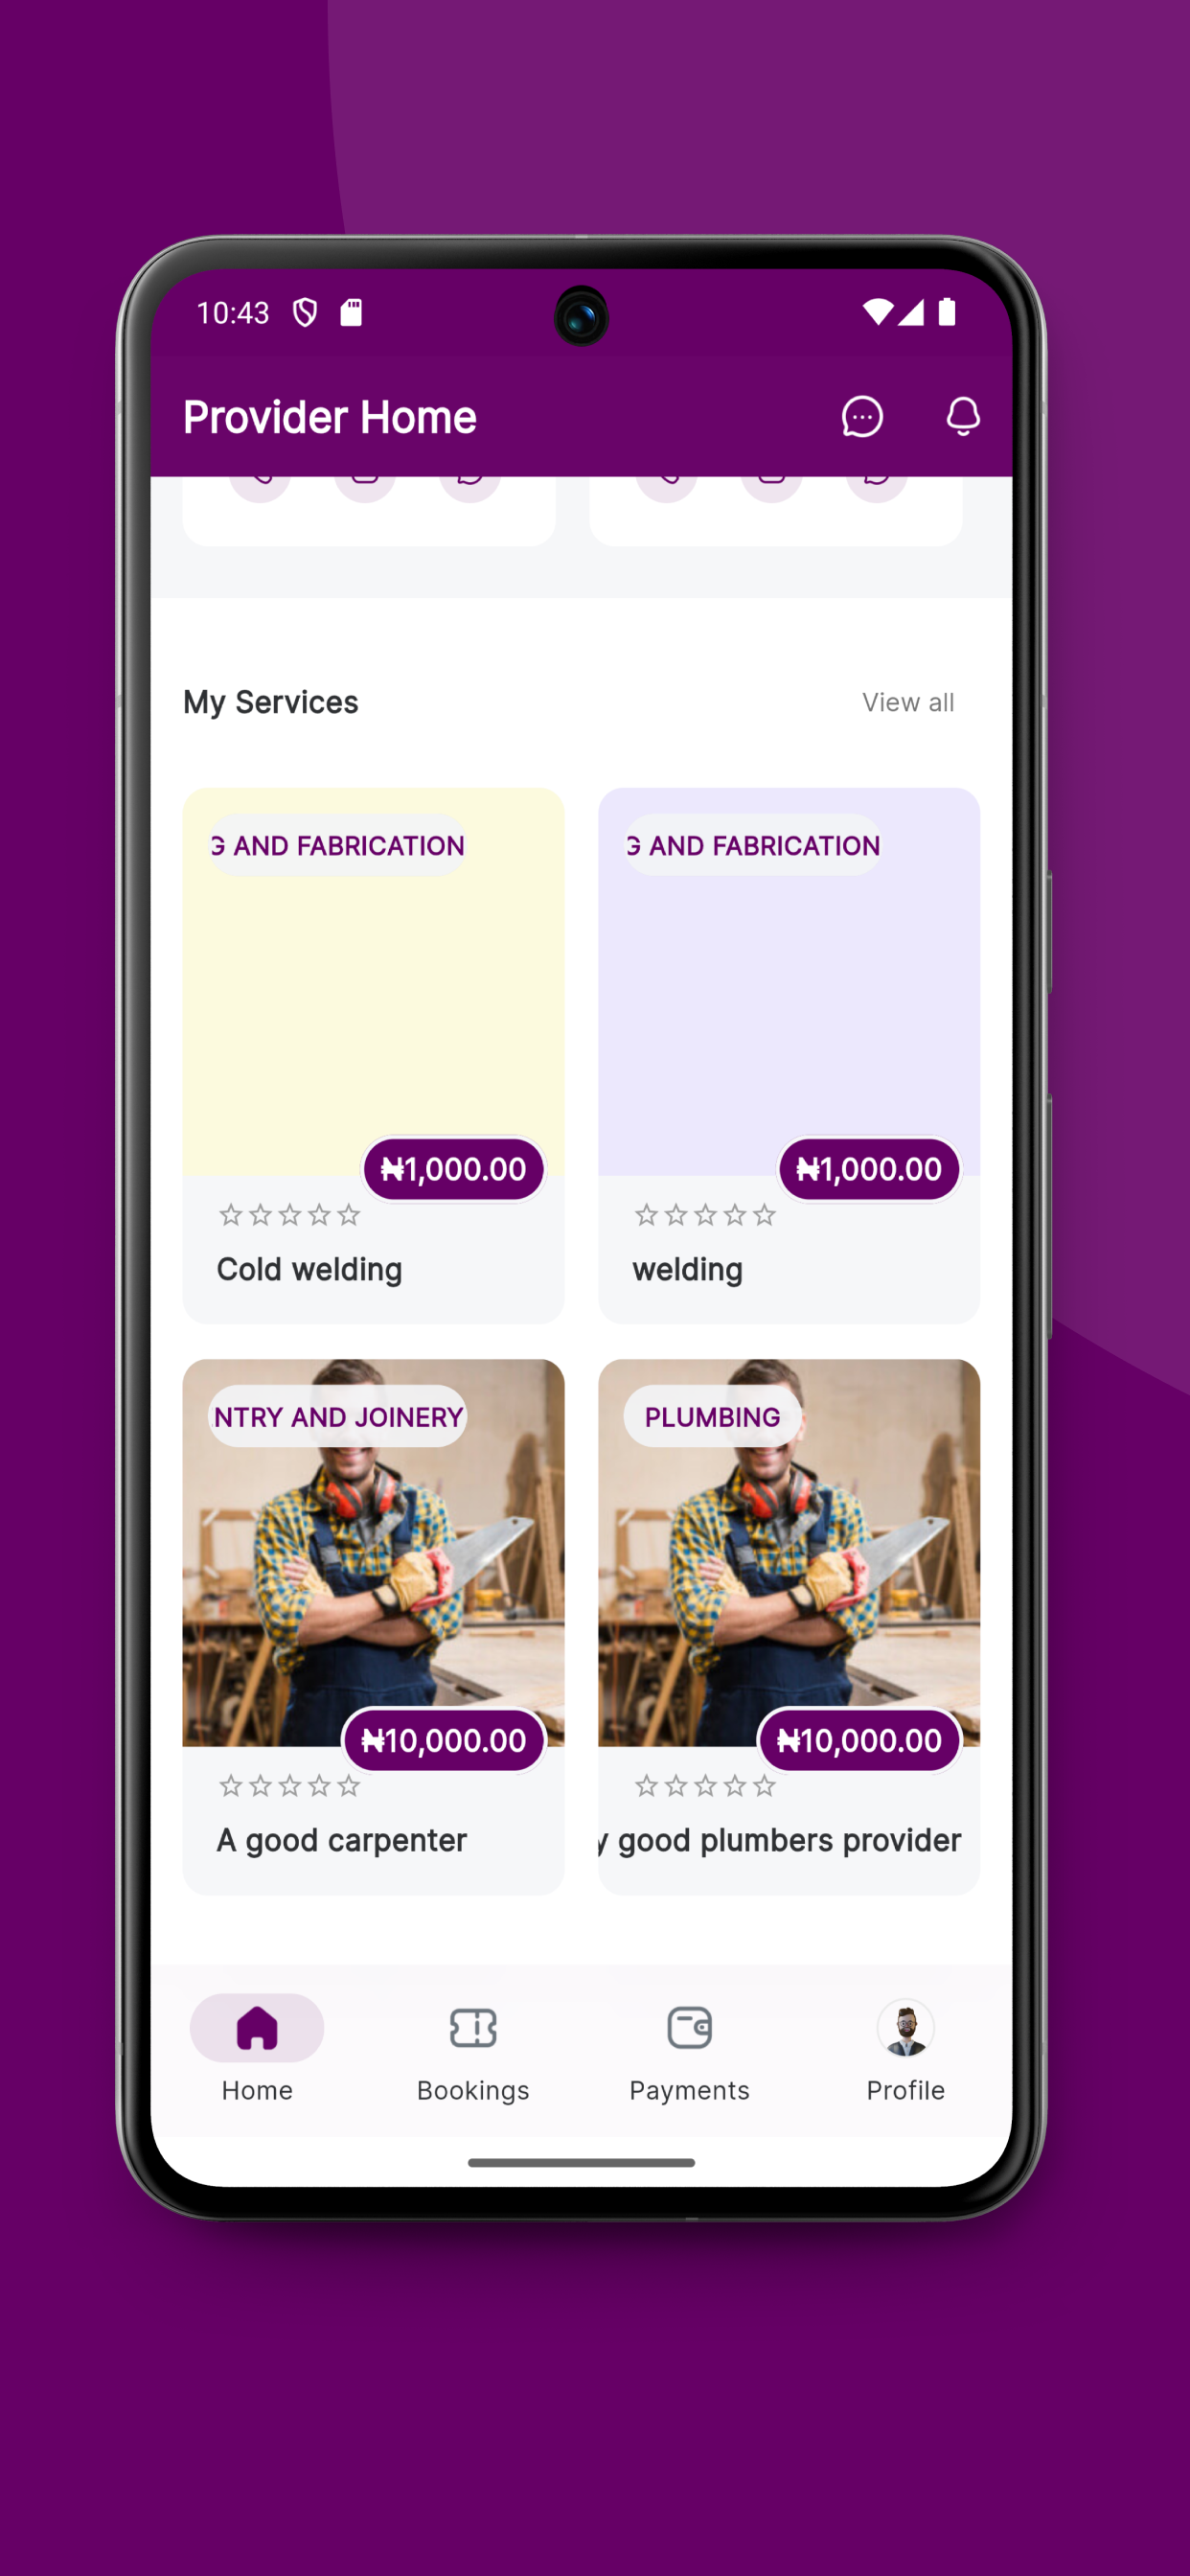 10:43
Provider Home
My Services
View all
G AND FABRICATION
G AND FABRICATION
₦1,000.00
₦1,000.00
Cold welding
welding
NTRY AND JOINERY
PLUMBING
₦10,000.00
₦10,000.00
A good carpenter
y good plumbers provider
Home
Bookings
Payments
Profile